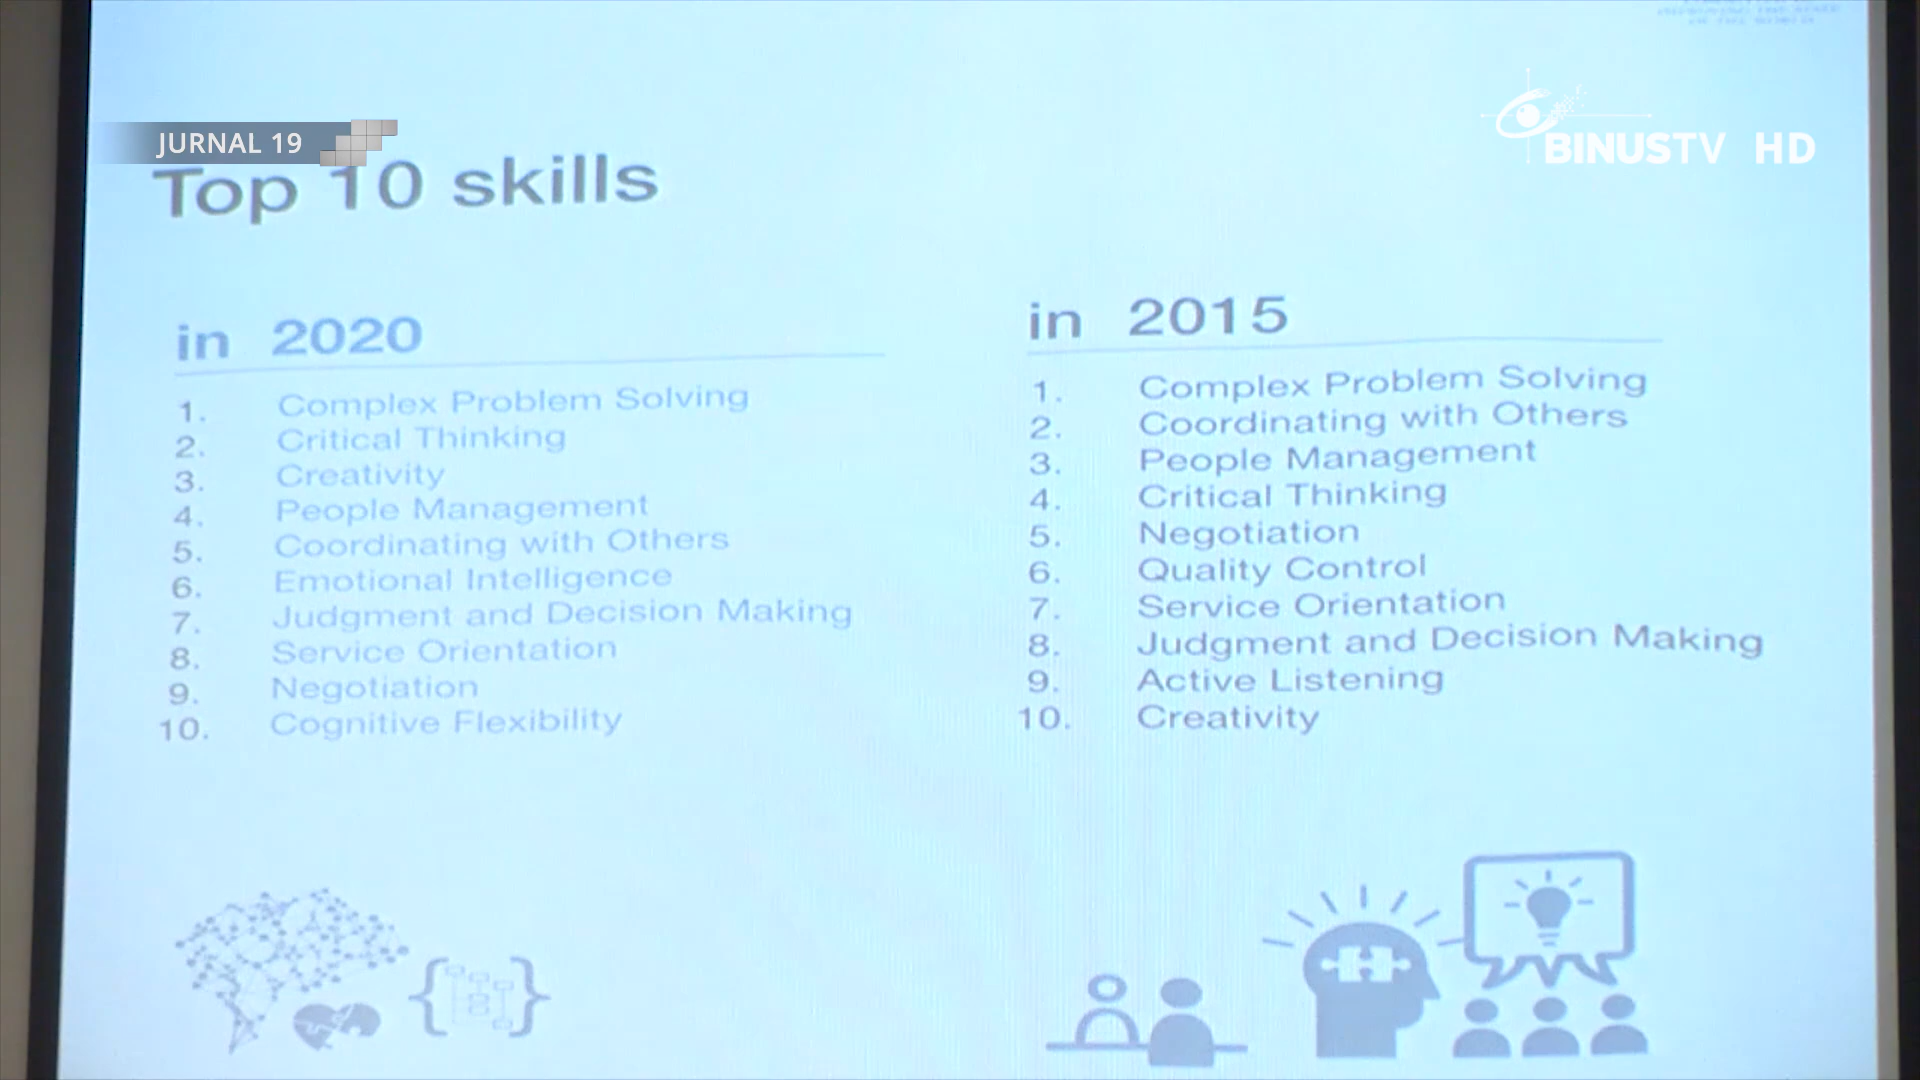 JURNAL 19
BINUSTV HD
Top 10 skills
in 2020
1. Complex Problem Solving
2. Critical Thinking
3. Creativity
4. People Management
5. Coordinating with Others
6. Emotional Intelligence
7. Judgment and Decision Making
8. Service Orientation
9. Negotiation
10. Cognitive Flexibility
in 2015
1. Complex Problem Solving
2. Coordinating with Others
3. People Management
4. Critical Thinking
5. Negotiation
6. Quality Control
7. Service Orientation
8. Judgment and Decision Making
9. Active Listening
10. Creativity